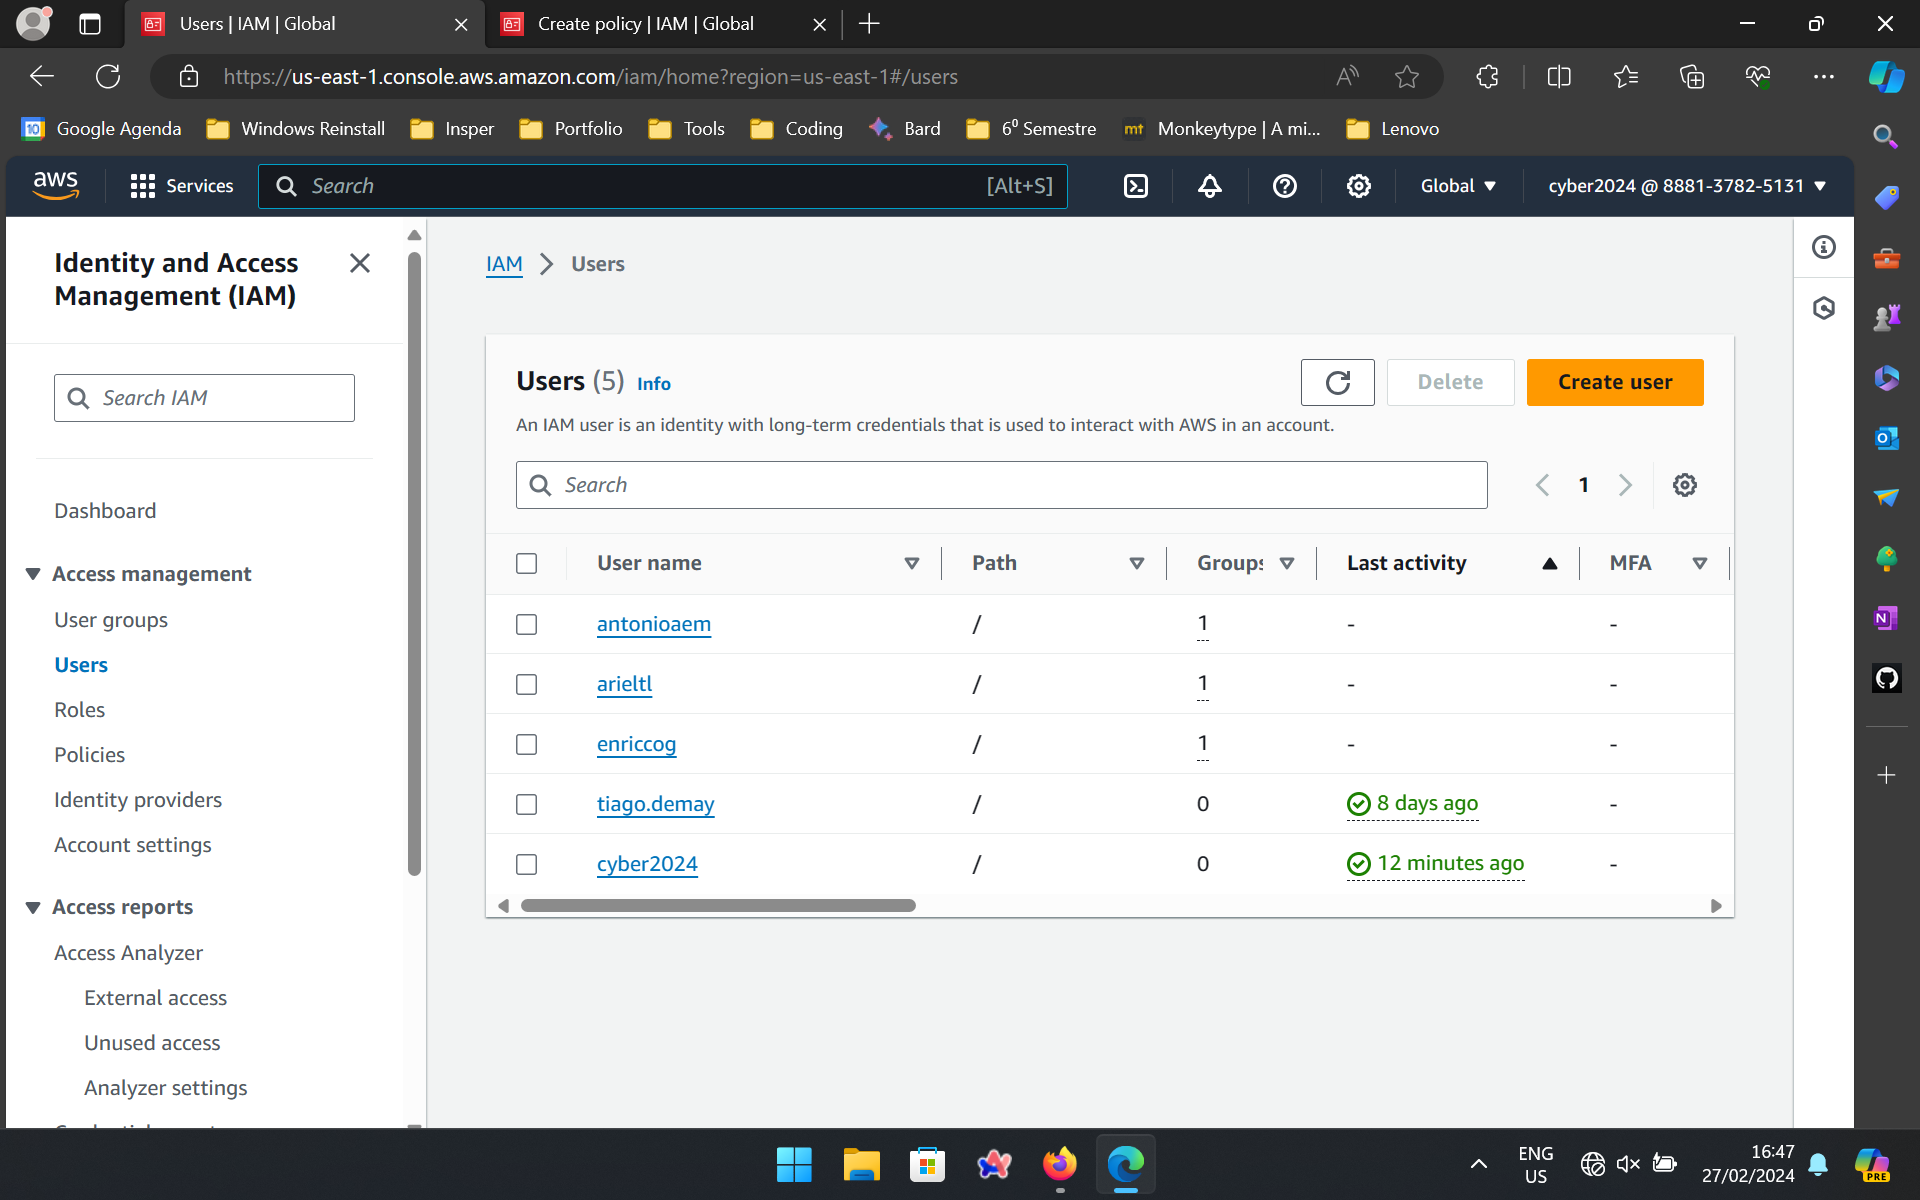 Users | IAM | Global
Create policy | IAM | Global
https://us-east-1.console.aws.amazon.com/iam/home?region=us-east-1#/users
Google Agenda
Windows Reinstall
Insper
Portfolio
Tools
Coding
Bard
6⁰ Semestre
Monkeytype | A mi...
Lenovo
aws
Services
Search
[Alt+S]
Global
cyber2024 @ 8881-3782-5131
Identity and Access
Management (IAM)
Search IAM
Dashboard
Access management
User groups
Users
Roles
Policies
Identity providers
Account settings
Access reports
Access Analyzer
External access
Unused access
Analyzer settings
IAM > Users
Users (5) Info
Delete
Create user
An IAM user is an identity with long-term credentials that is used to interact with AWS in an account.
Search
1
User name Path Groups Last activity MFA
antonioaem / 1 - -
arieltl / 1 - -
enriccog / 1 - -
tiago.demay / 0 8 days ago -
cyber2024 / 0 12 minutes ago -
ENG
US
16:47
27/02/2024
PRE